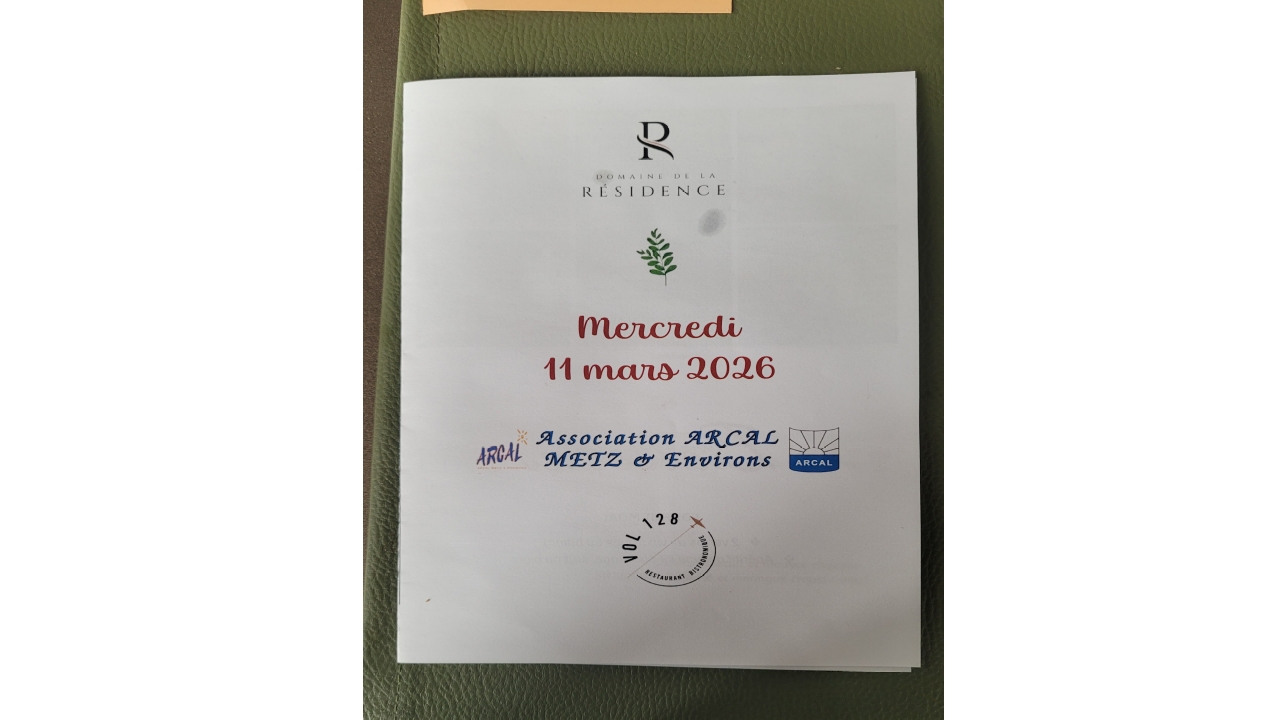 R
DOMAINE DE LA
RÉSIDENCE
Mercredi
11 mars 2026
ARCAL
Association ARCAL
METZ & Environs
ARCAL
VOL 128
RESTAURANT BISTRONOMIQUE